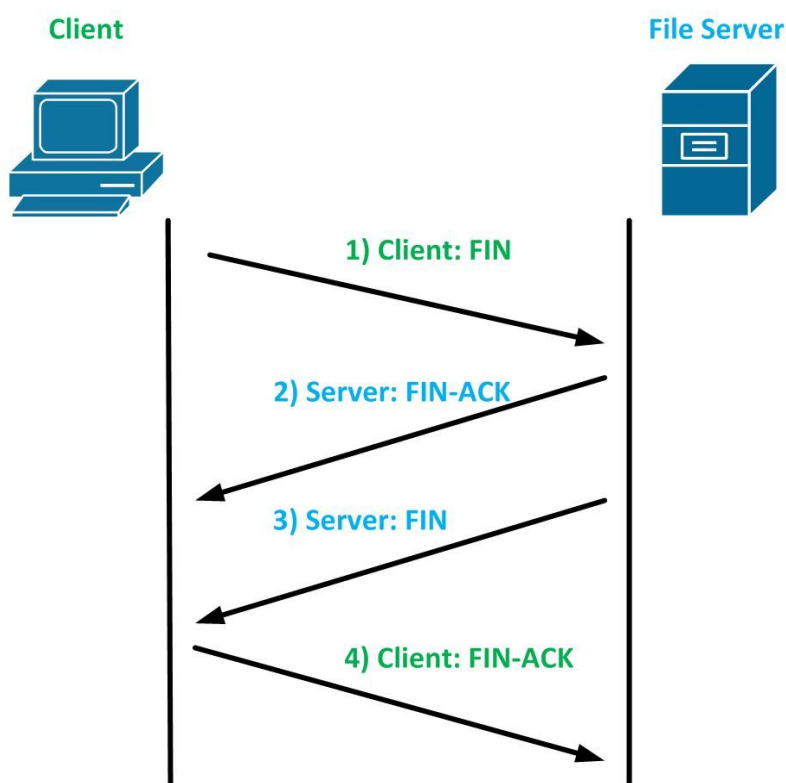 Client
File Server
1) Client: FIN
2) Server: FIN-ACK
3) Server: FIN
4) Client: FIN-ACK